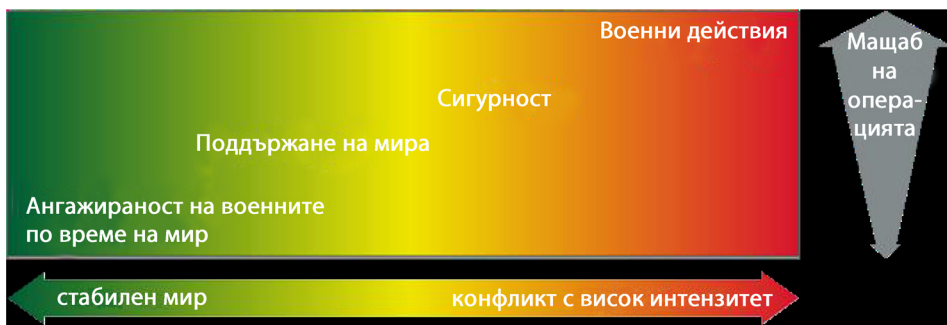 Военни действия
Сигурност
Поддържане на мира
Ангажираност на военните
по време на мир
Мащаб
на
опера-
цията
стабилен мир
конфликт с висок интензитет